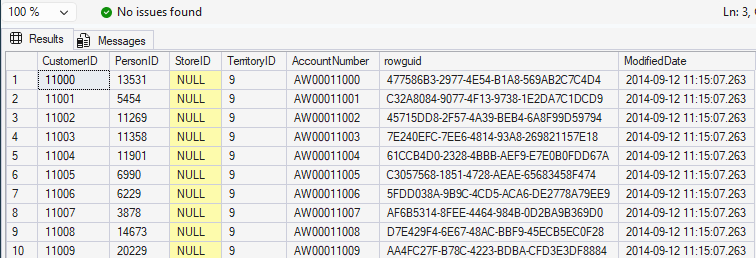 100 % No issues found Ln: 3,
Results Messages
CustomerID PersonID StoreID TerritoryID AccountNumber rowguid ModifiedDate
1 11000 13531 NULL 9 AW00011000 477586B3-2977-4E54-B1A8-569AB2C7C4D4 2014-09-12 11:15:07.263
2 11001 5454 NULL 9 AW00011001 C32A8084-9077-4F13-9738-1E2DA7C1DCD9 2014-09-12 11:15:07.263
3 11002 11269 NULL 9 AW00011002 45715DD8-2F57-4A39-BEB4-6A8F99D59794 2014-09-12 11:15:07.263
4 11003 11358 NULL 9 AW00011003 7E240EFC-7EE6-4814-93A8-269821157E18 2014-09-12 11:15:07.263
5 11004 11901 NULL 9 AW00011004 61CCB4D0-2328-4BBB-AEF9-E7E0B0FDD67A 2014-09-12 11:15:07.263
6 11005 6990 NULL 9 AW00011005 C3057568-1851-4728-AEAE-65683458F474 2014-09-12 11:15:07.263
7 11006 6229 NULL 9 AW00011006 5FDD038A-9B9C-4CD5-ACA6-DE2778A79EE9 2014-09-12 11:15:07.263
8 11007 3878 NULL 9 AW00011007 AF6B5314-8FEE-4464-984B-0D2BA9B369D0 2014-09-12 11:15:07.263
9 11008 14673 NULL 9 AW00011008 D7E429F4-6E67-48AC-BBF9-45ECB5EC0F28 2014-09-12 11:15:07.263
10 11009 20229 NULL 9 AW00011009 AA4FC27F-B78C-4223-BDBA-CFD3E3DF8884 2014-09-12 11:15:07.263